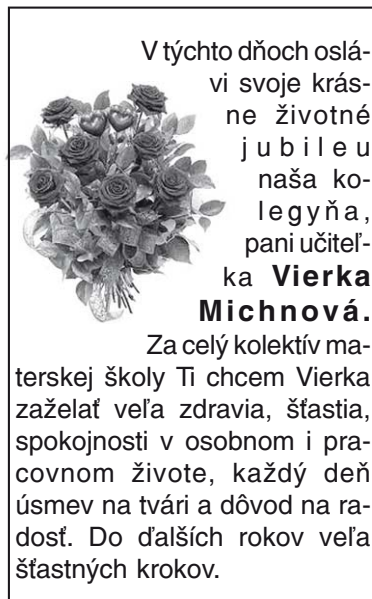 V týchto dňoch oslá-
vi svoje krás-
ne životné
jubileu
naša ko-
legyňa,
pani učiteľ-
ka Vierka
Michnová.
Za celý kolektív ma-
terskej školy Ti chcem Vierka
zaželať veľa zdravia, šťastia,
spokojnosti v osobnom i pra-
covnom živote, každý deň
úsmev na tvári a dôvod na ra-
dosť. Do ďalších rokov veľa
šťastných krokov.